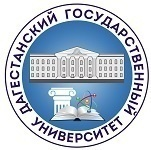 ДАГЕСТАНСКИЙ ГОСУДАРСТВЕННЫЙ
УНИВЕРСИТЕТ